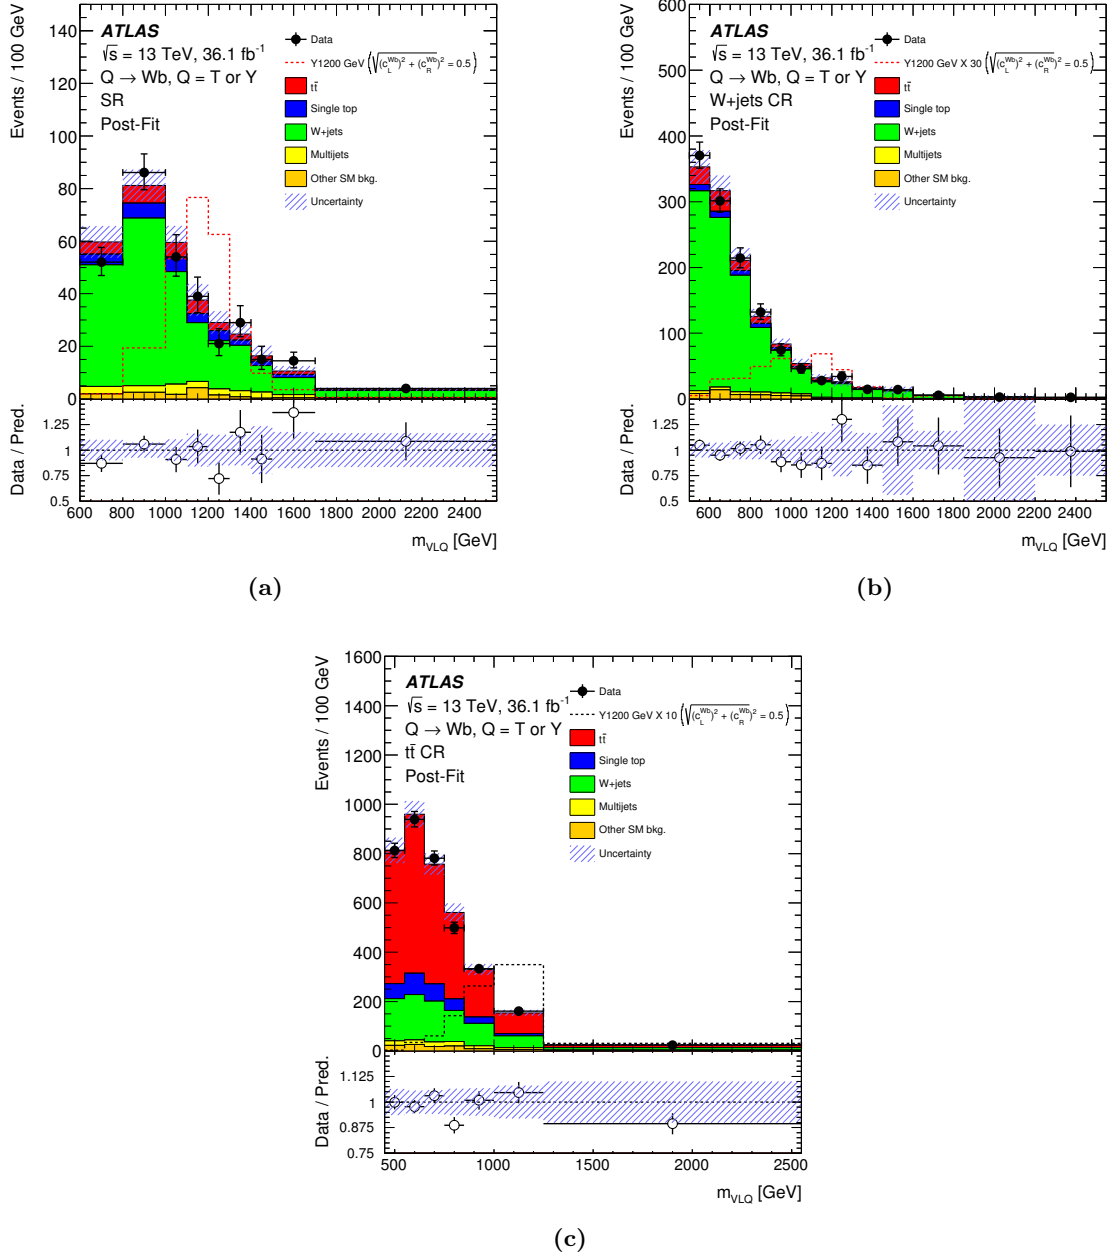 Events / 100 GeV
140
120
100
80
60
40
20
0
ATLAS
√s = 13 TeV, 36.1 fb⁻¹
Q → Wb, Q = T or Y
SR
Post-Fit
Data
Y1200 GeV (√(c_L^Wb)² + (c_R^Wb)² = 0.5)
tt̄
Single top
W+jets
Multijets
Other SM bkg.
Uncertainty
Data / Pred.
1.25
1
0.75
0.5
600 800 1000 1200 1400 1600 1800 2000 2200 2400
m_VLQ [GeV]
(a)
Events / 100 GeV
600
500
400
300
200
100
0
ATLAS
√s = 13 TeV, 36.1 fb⁻¹
Q → Wb, Q = T or Y
W+jets CR
Post-Fit
Data
Y1200 GeV X 30 (√(c_L^Wb)² + (c_R^Wb)² = 0.5)
tt̄
Single top
W+jets
Multijets
Other SM bkg.
Uncertainty
Data / Pred.
1.25
1
0.75
0.5
600 800 1000 1200 1400 1600 1800 2000 2200 2400
m_VLQ [GeV]
(b)
Events / 100 GeV
1600
1400
1200
1000
800
600
400
200
0
ATLAS
√s = 13 TeV, 36.1 fb⁻¹
Q → Wb, Q = T or Y
tt̄ CR
Post-Fit
Data
Y1200 GeV X 10 (√(c_L^Wb)² + (c_R^Wb)² = 0.5)
tt̄
Single top
W+jets
Multijets
Other SM bkg.
Uncertainty
Data / Pred.
1.125
1
0.875
0.75
500 1000 1500 2000 2500
m_VLQ [GeV]
(c)